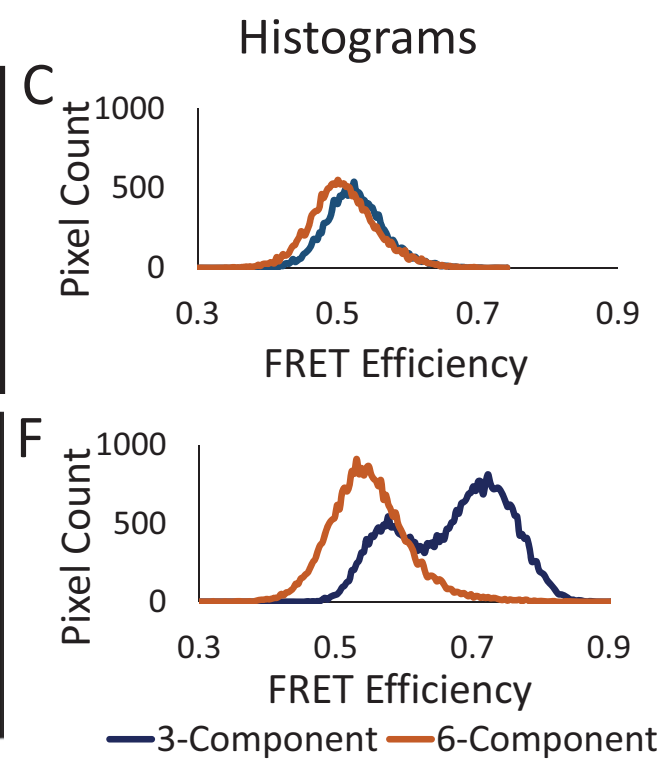 Histograms
C
Pixel Count
1000
500
0
0.3 0.5 0.7 0.9
FRET Efficiency
F
Pixel Count
1000
500
0
0.3 0.5 0.7 0.9
FRET Efficiency
3-Component 6-Component